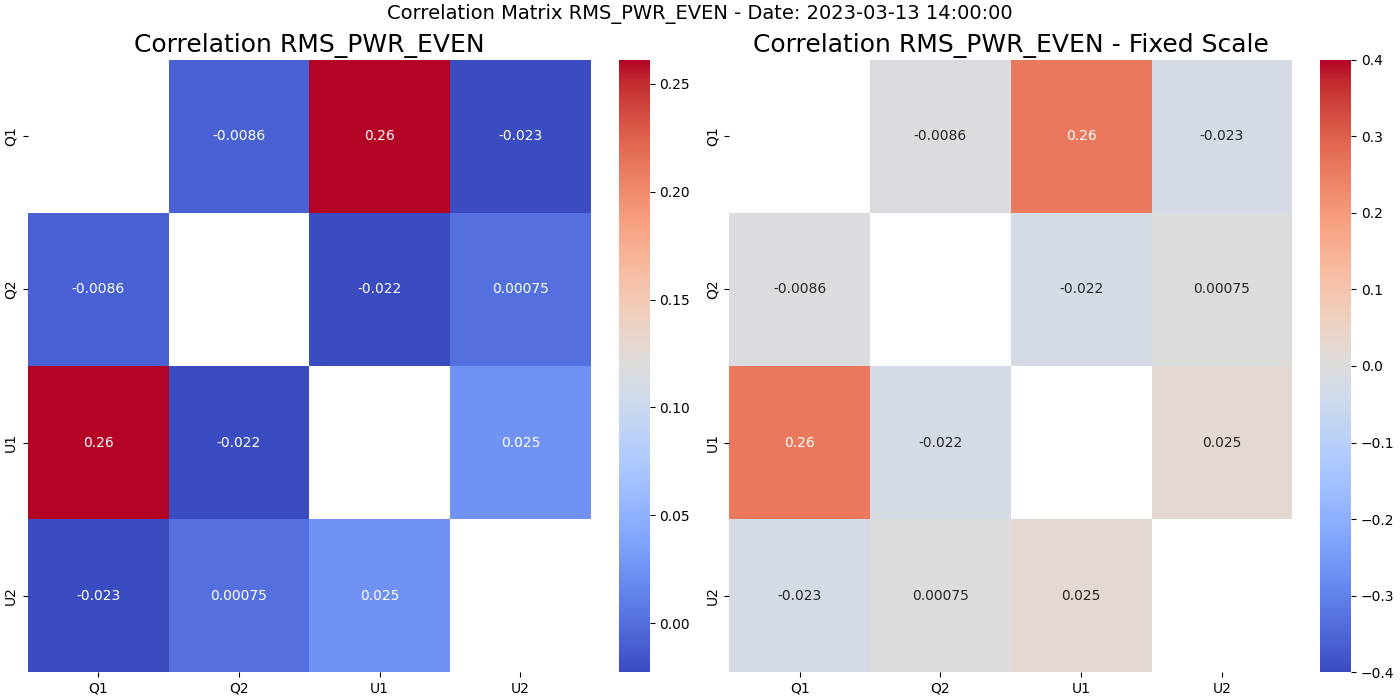 Correlation Matrix RMS_PWR_EVEN - Date: 2023-03-13 14:00:00
Correlation RMS_PWR_EVEN
Q1
-0.0086
0.26
-0.023
Q2
-0.0086
-0.022
0.00075
U1
0.26
-0.022
0.025
U2
-0.023
0.00075
0.025
Q1
Q2
U1
U2
0.25
0.20
0.15
0.10
0.05
0.00
Correlation RMS_PWR_EVEN - Fixed Scale
Q1
-0.0086
0.26
-0.023
Q2
-0.0086
-0.022
0.00075
U1
0.26
-0.022
0.025
U2
-0.023
0.00075
0.025
Q1
Q2
U1
U2
0.4
0.3
0.2
0.1
0.0
−0.1
−0.2
−0.3
−0.4